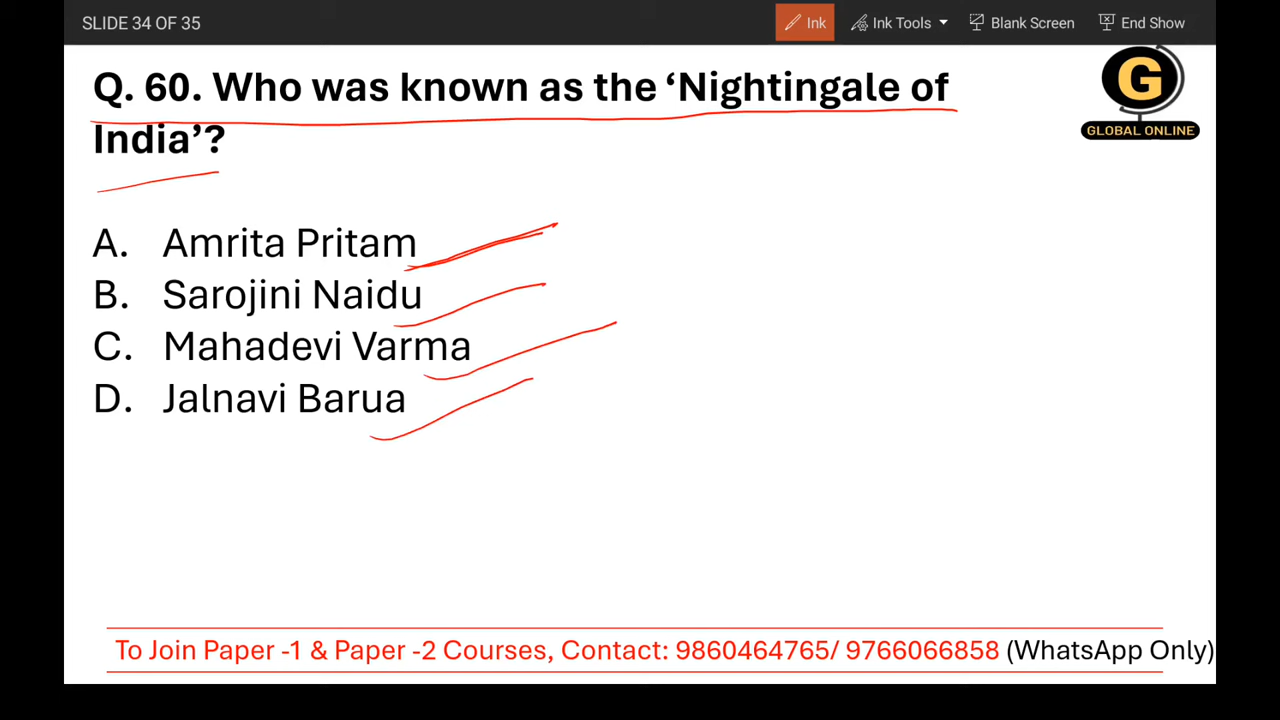 SLIDE 34 OF 35 Ink Ink Tools Blank Screen End Show
Q. 60. Who was known as the ‘Nightingale of
India’?
G
GLOBAL ONLINE
A. Amrita Pritam
B. Sarojini Naidu
C. Mahadevi Varma
D. Jalnavi Barua
To Join Paper -1 & Paper -2 Courses, Contact: 9860464765/ 9766066858 (WhatsApp Only)